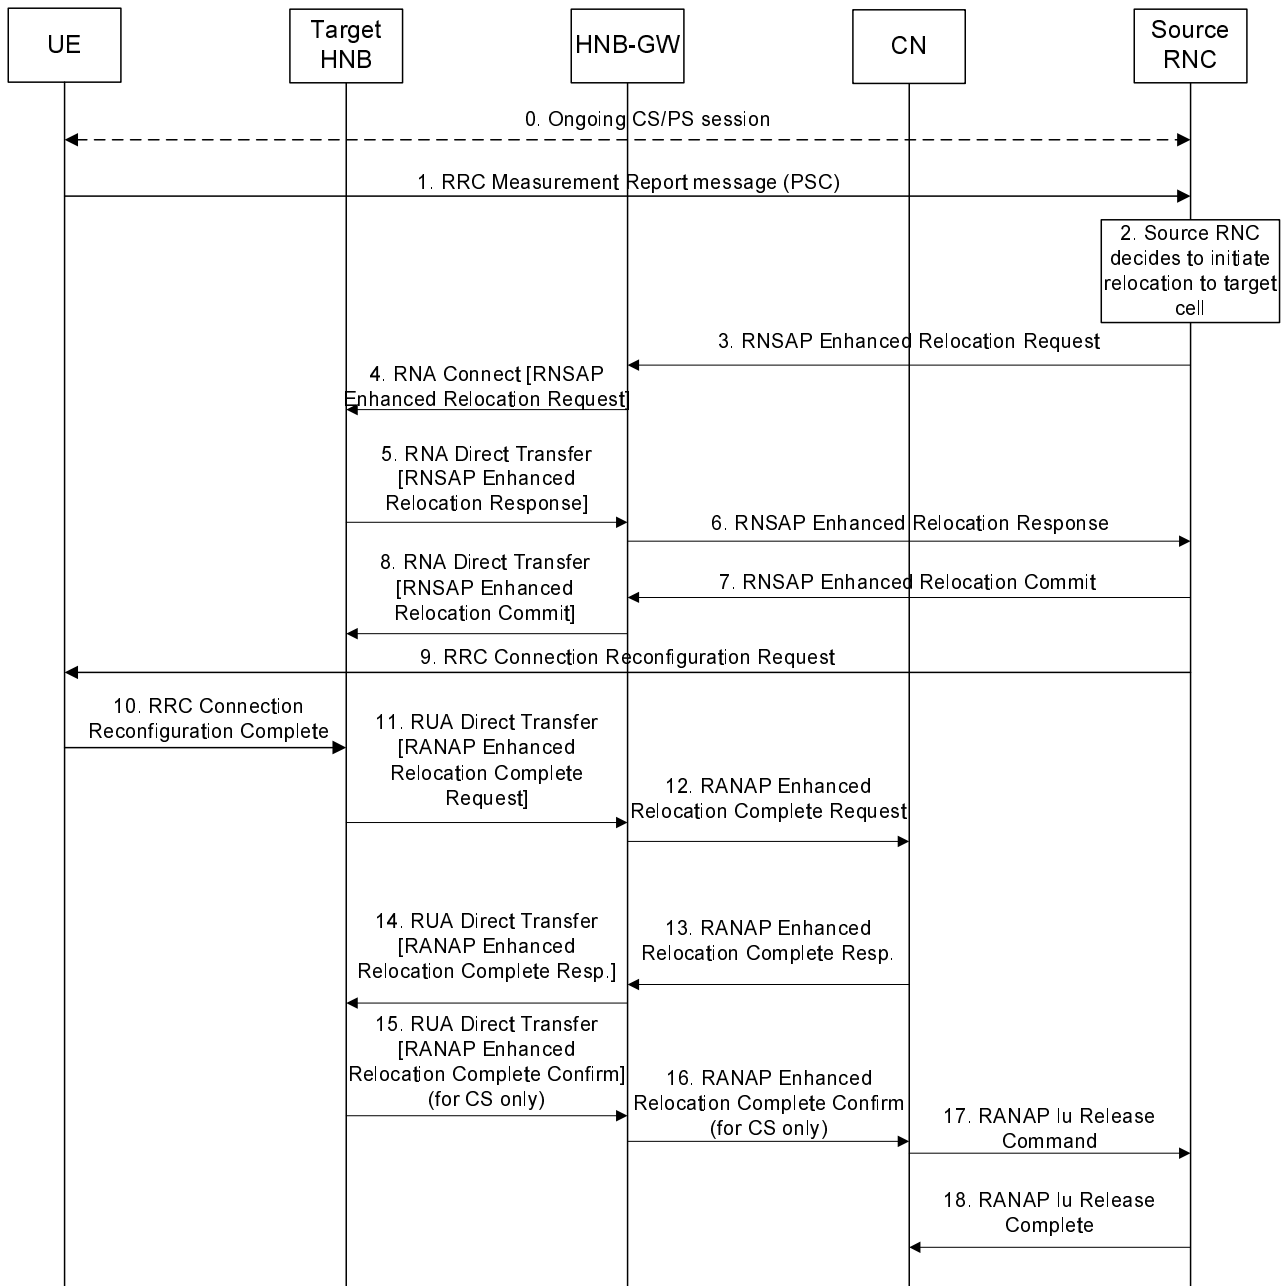 UE
Target
HNB
HNB-GW
CN
Source
RNC
0. Ongoing CS/PS session
1. RRC Measurement Report message (PSC)
2. Source RNC
decides to initiate
relocation to target
cell
3. RNSAP Enhanced Relocation Request
4. RNA Connect [RNSAP
Enhanced Relocation Request]
5. RNA Direct Transfer
[RNSAP Enhanced
Relocation Response]
6. RNSAP Enhanced Relocation Response
8. RNA Direct Transfer
[RNSAP Enhanced
Relocation Commit]
7. RNSAP Enhanced Relocation Commit
9. RRC Connection Reconfiguration Request
10. RRC Connection
Reconfiguration Complete
11. RUA Direct Transfer
[RANAP Enhanced
Relocation Complete
Request]
12. RANAP Enhanced
Relocation Complete Request
14. RUA Direct Transfer
[RANAP Enhanced
Relocation Complete Resp.]
13. RANAP Enhanced
Relocation Complete Resp.
15. RUA Direct Transfer
[RANAP Enhanced
Relocation Complete Confirm]
(for CS only)
16. RANAP Enhanced
Relocation Complete Confirm
(for CS only)
17. RANAP Iu Release
Command
18. RANAP Iu Release
Complete